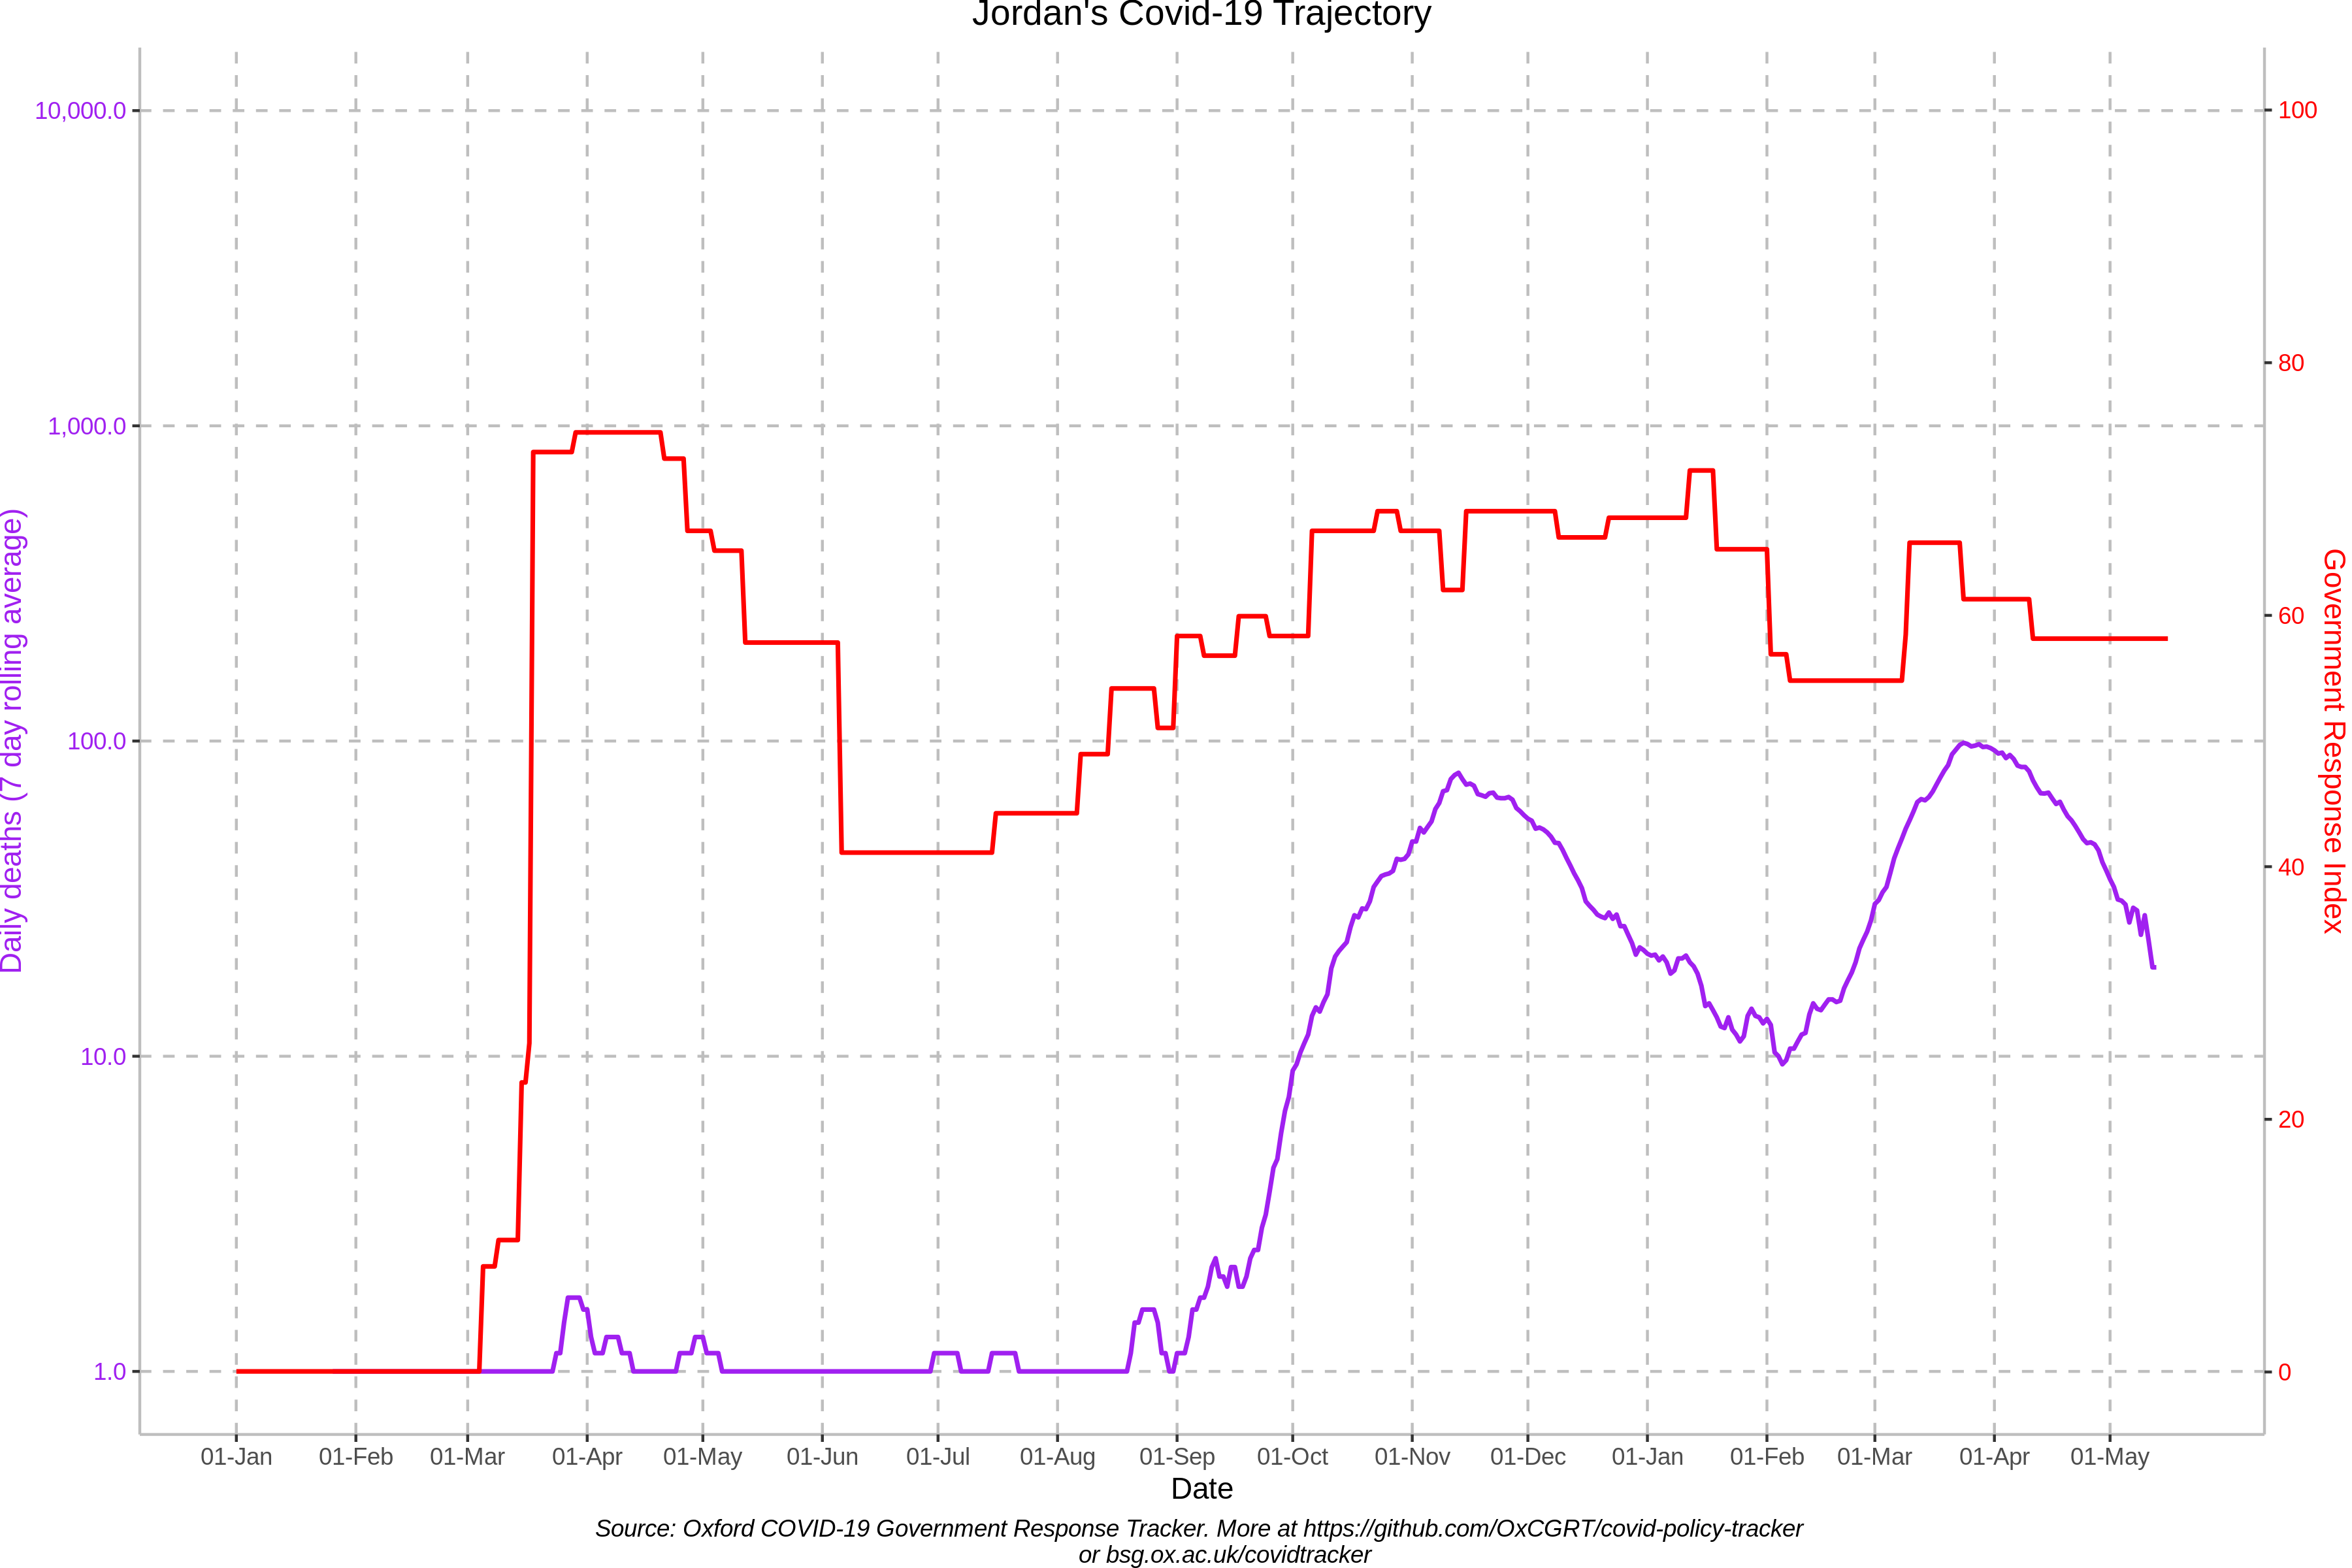 Jordan's Covid-19 Trajectory
10,000.0
1,000.0
100.0
10.0
1.0
Daily deaths (7 day rolling average)
100
80
60
40
20
0
Government Response Index
01-Jan 01-Feb 01-Mar 01-Apr 01-May 01-Jun 01-Jul 01-Aug 01-Sep 01-Oct 01-Nov 01-Dec 01-Jan 01-Feb 01-Mar 01-Apr 01-May
Date
Source: Oxford COVID-19 Government Response Tracker. More at https://github.com/OxCGRT/covid-policy-tracker
or bsg.ox.ac.uk/covidtracker